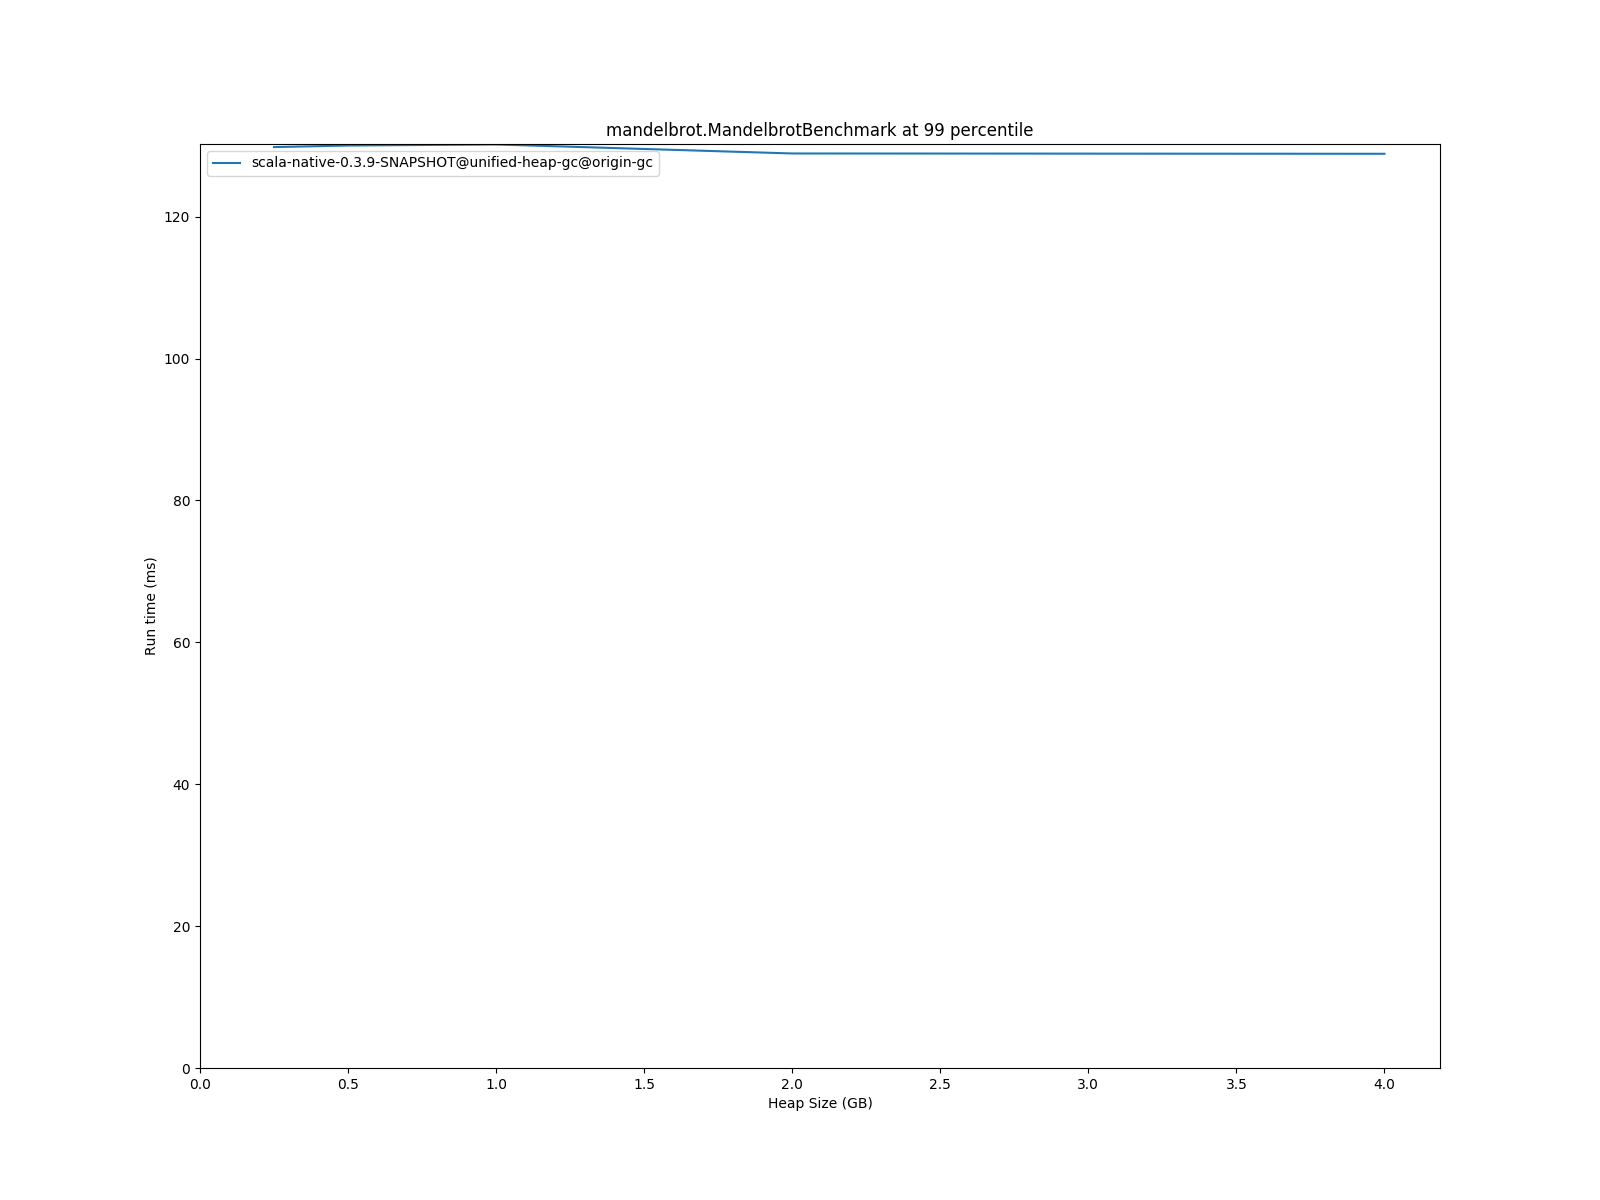 mandelbrot.MandelbrotBenchmark at 99 percentile
scala-native-0.3.9-SNAPSHOT@unified-heap-gc@origin-gc
120
100
80
60
40
20
0
Run time (ms)
0.0 0.5 1.0 1.5 2.0 2.5 3.0 3.5 4.0
Heap Size (GB)